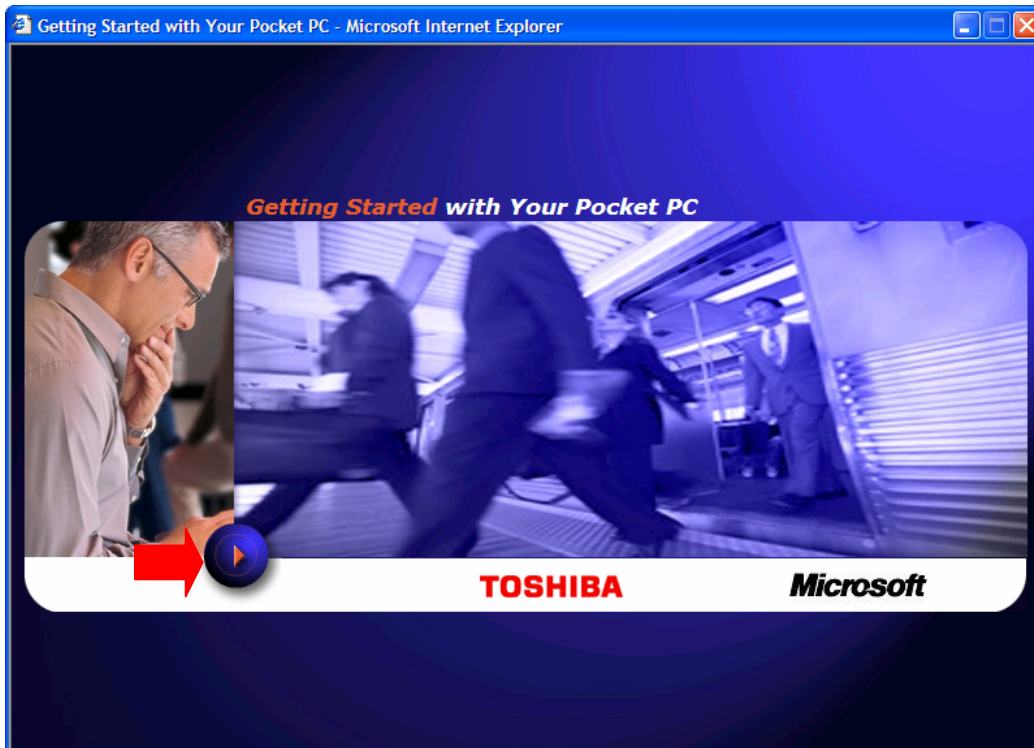 Getting Started with Your Pocket PC - Microsoft Internet Explorer
Getting Started with Your Pocket PC
TOSHIBA Microsoft